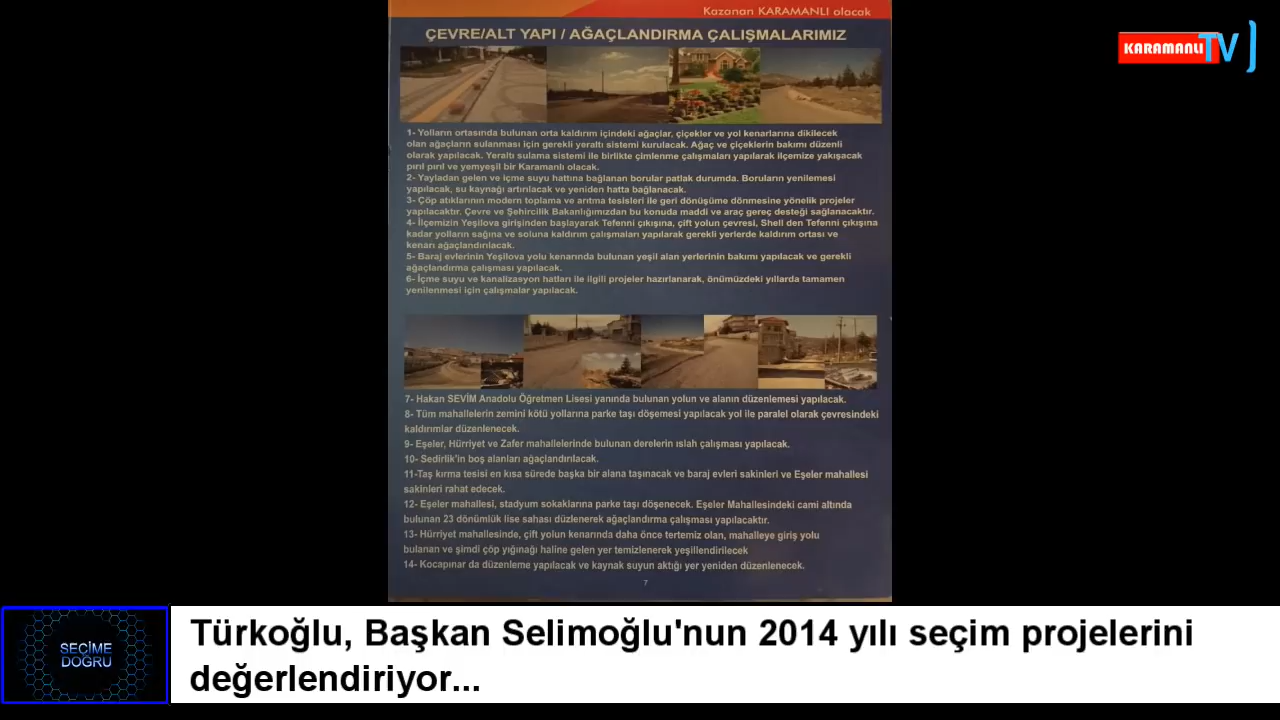 Kazanan KARAMANLI olacak
ÇEVRE/ALT YAPI / AĞAÇLANDIRMA ÇALIŞMALARIMIZ
KARAMANLI TV
1- Yolların ortasında bulunan orta kaldırım içindeki ağaçlar, çiçekler ve yol kenarlarına dikilecek
olan ağaçların sulanması için gerekli yeraltı sistemi kurulacak. Ağaç ve çiçeklerin bakımı düzenli
olarak yapılacak. Yeraltı sulama sistemi ile birlikte çimlenme çalışmaları yapılarak ilçemize yakışacak
pırıl pırıl ve yemyeşil bir Karamanlı olacak.
2- Yayladan gelen ve içme suyu hattına bağlanan borular patlak durumda. Boruların yenilemesi
yapılacak, su kaynağı artırılacak ve yeniden hatta bağlanacak.
3- Çöp atıklarının modern toplama ve arıtma tesisleri ile geri dönüşüme dönmesine yönelik projeler
yapılacaktır. Çevre ve Şehircilik Bakanlığımızdan bu konuda maddi ve araç gereç desteği sağlanacaktır.
4- İlçemizin Yeşilova girişinden başlayarak Tefenni çıkışına, çift yolun çevresi, Shell den Tefenni çıkışına
kadar yolların sağına ve soluna kaldırım çalışmaları yapılarak gerekli yerlerde kaldırım ortası ve
kenarı ağaçlandırılacak.
5- Baraj evlerinin Yeşilova yolu kenarında bulunan yeşil alan yerlerinin bakımı yapılacak ve gerekli
ağaçlandırma çalışması yapılacak.
6- İçme suyu ve kanalizasyon hatları ile ilgili projeler hazırlanarak, önümüzdeki yıllarda tamamen
yenilenmesi için çalışmalar yapılacak.
7- Hakan SEVİM Anadolu Öğretmen Lisesi yanında bulunan yolun ve alanın düzenlemesi yapılacak.
8- Tüm mahallelerin zemini kötü yollarına parke taşı döşemesi yapılacak yol ile paralel olarak çevresindeki
kaldırımlar düzenlenecek.
9- Eşeler, Hürriyet ve Zafer mahallelerinde bulunan derelerin ıslah çalışması yapılacak.
10- Sedirlik'in boş alanları ağaçlandırılacak.
11-Taş kırma tesisi en kısa sürede başka bir alana taşınacak ve baraj evleri sakinleri ve Eşeler mahallesi
sakinleri rahat edecek.
12- Eşeler mahallesi, stadyum sokaklarına parke taşı döşenecek. Eşeler Mahallesindeki cami altında
bulunan 23 dönümlük lise sahası düzlenerek ağaçlandırma çalışması yapılacaktır.
13- Hürriyet mahallesinde, çift yolun kenarında daha önce tertemiz olan, mahalleye giriş yolu
bulanan ve şimdi çöp yığınağı haline gelen yer temizlenerek yeşillendirilecek
14- Kocapınar da düzenleme yapılacak ve kaynak suyun aktığı yer yeniden düzenlenecek.
7
SEÇİME
DOĞRU
Türkoğlu, Başkan Selimoğlu'nun 2014 yılı seçim projelerini
değerlendiriyor...